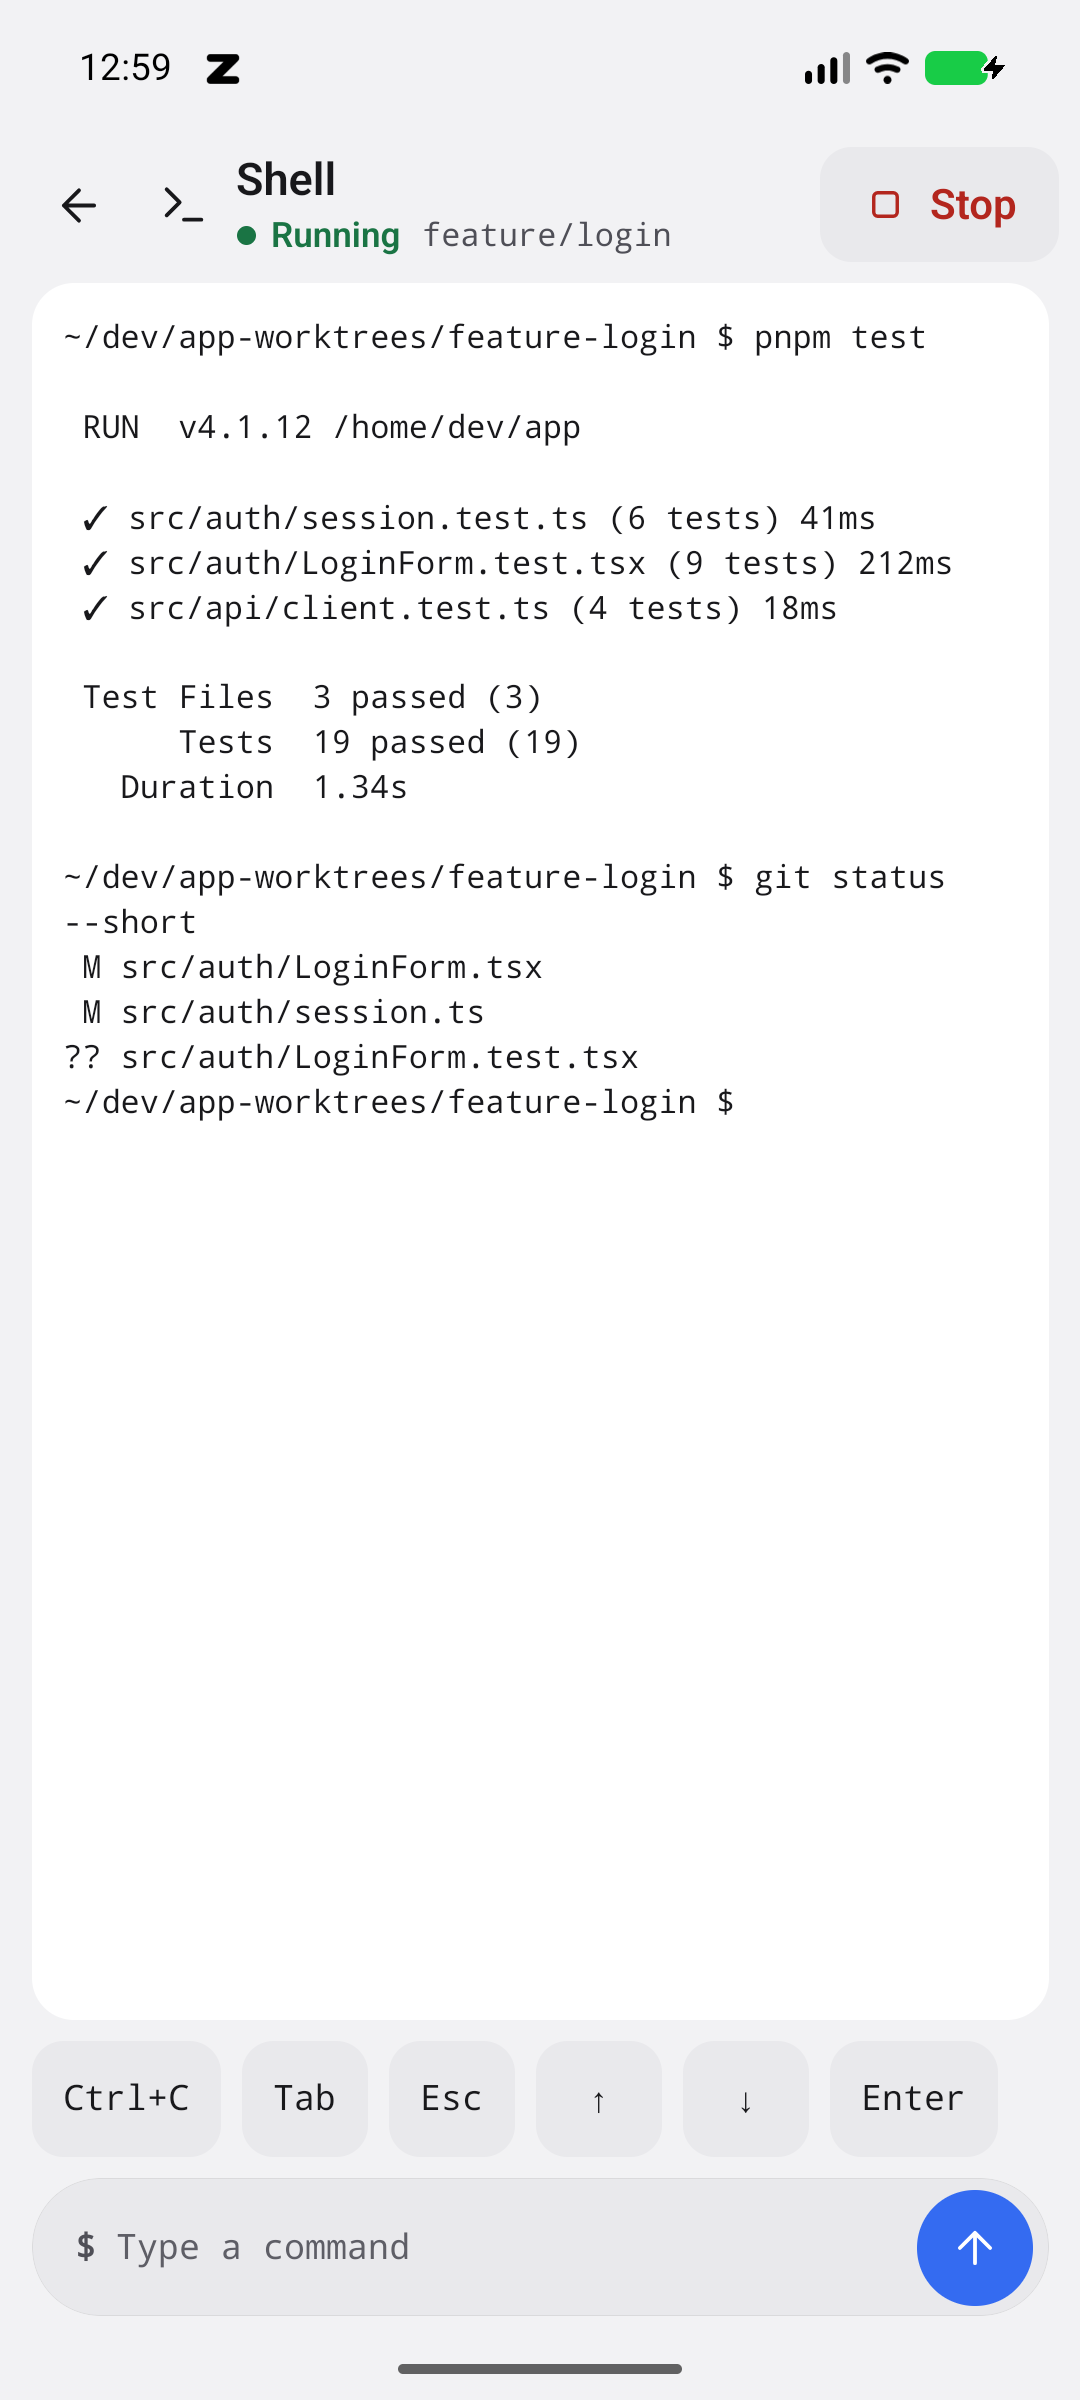 12:59
Shell
Running feature/login
Stop
~/dev/app-worktrees/feature-login $ pnpm test
RUN  v4.1.12 /home/dev/app
✓ src/auth/session.test.ts (6 tests) 41ms
✓ src/auth/LoginForm.test.tsx (9 tests) 212ms
✓ src/api/client.test.ts (4 tests) 18ms
Test Files  3 passed (3)
Tests  19 passed (19)
Duration  1.34s
~/dev/app-worktrees/feature-login $ git status
--short
 M src/auth/LoginForm.tsx
 M src/auth/session.ts
?? src/auth/LoginForm.test.tsx
~/dev/app-worktrees/feature-login $
Ctrl+C Tab Esc ↑ ↓ Enter
$ Type a command